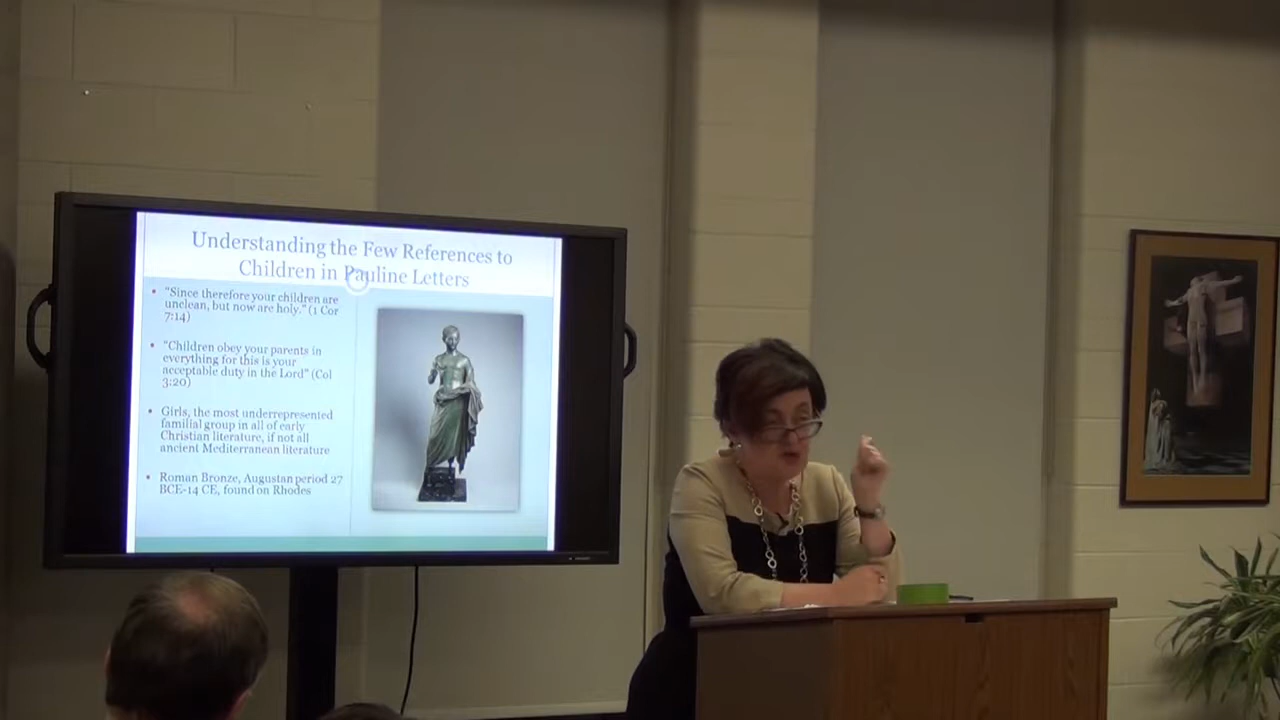 Understanding the Few References to
Children in Pauline Letters
• "Since therefore your children are
unclean, but now are holy." (1 Cor
7:14)
• "Children obey your parents in
everything for this is your
acceptable duty in the Lord" (Col
3:20)
• Girls, the most underrepresented
familial group in all of early
Christian literature, if not all
ancient Mediterranean literature
• Roman Bronze, Augustan period 27
BCE-14 CE, found on Rhodes